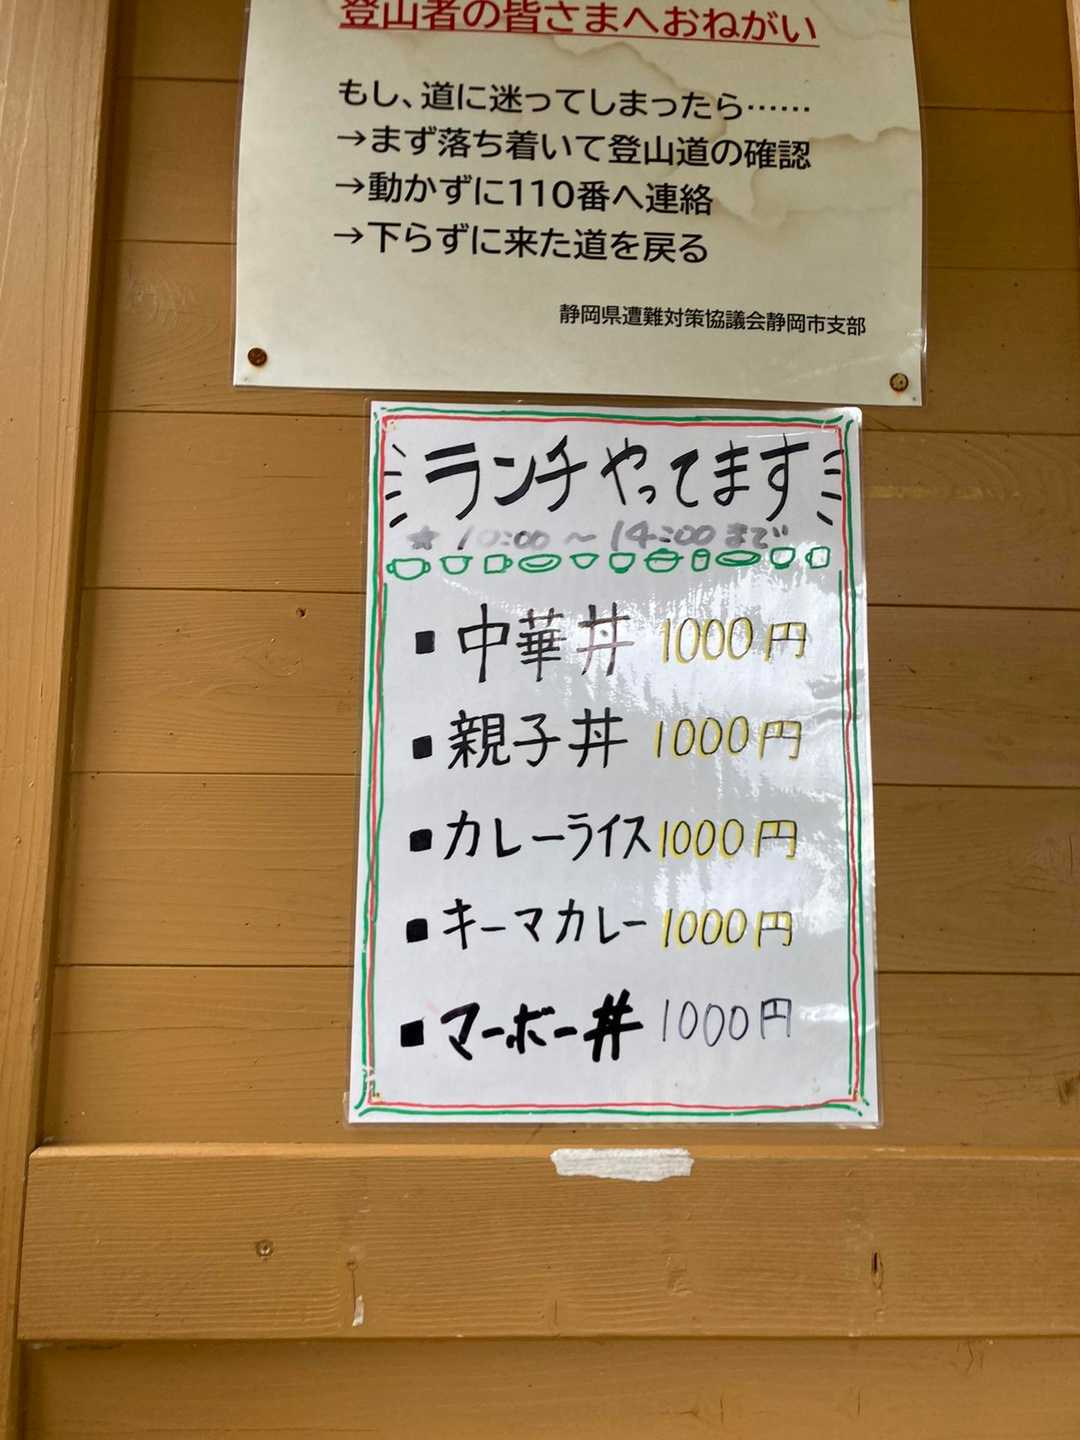 登山者の皆さまへおねがい
もし、道に迷ってしまったら……
→まず落ち着いて登山道の確認
→動かずに110番へ連絡
→下らずに来た道を戻る
静岡県遭難対策協議会静岡市支部
ランチやってます
★ 10:00 〜 14:00 まで
■ 中華丼 1000円
■ 親子丼 1000円
■ カレーライス 1000円
■ キーマカレー 1000円
■ マーボー丼 1000円